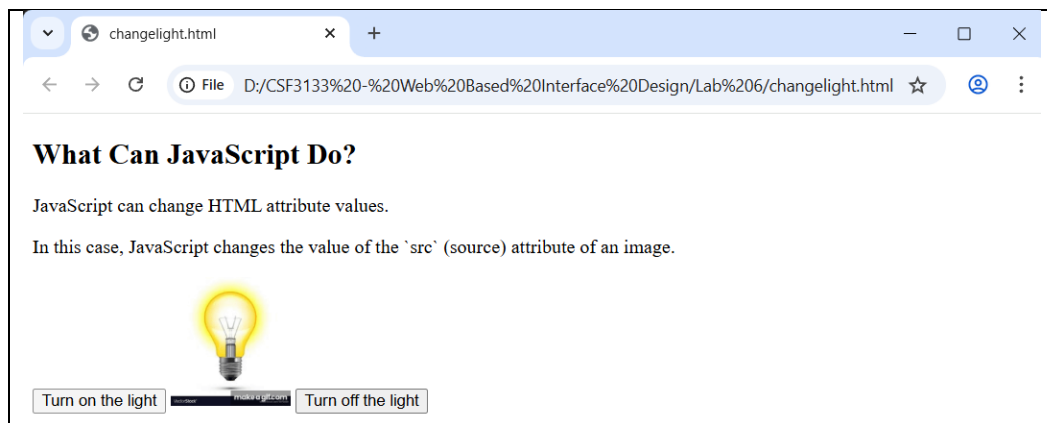 changelight.html
File D:/CSF3133%20-%20Web%20Based%20Interface%20Design/Lab%206/changelight.html
What Can JavaScript Do?
JavaScript can change HTML attribute values.
In this case, JavaScript changes the value of the `src` (source) attribute of an image.
makeagif.com
Turn on the light Turn off the light